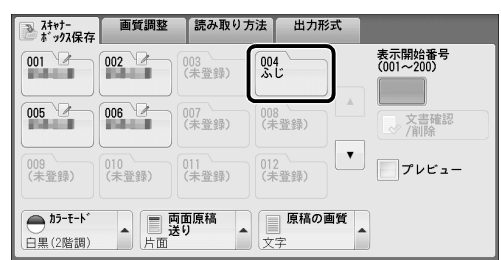 スキャナー
ボックス保存
画質調整
読み取り方法
出力形式
001
002
003
(未登録)
004
ふじ
表示開始番号
(001～200)
005
006
007
(未登録)
008
(未登録)
文書確認
/削除
009
(未登録)
010
(未登録)
011
(未登録)
012
(未登録)
プレビュー
カラーモード
白黒(2階調)
両面原稿
送り
片面
原稿の画質
文字